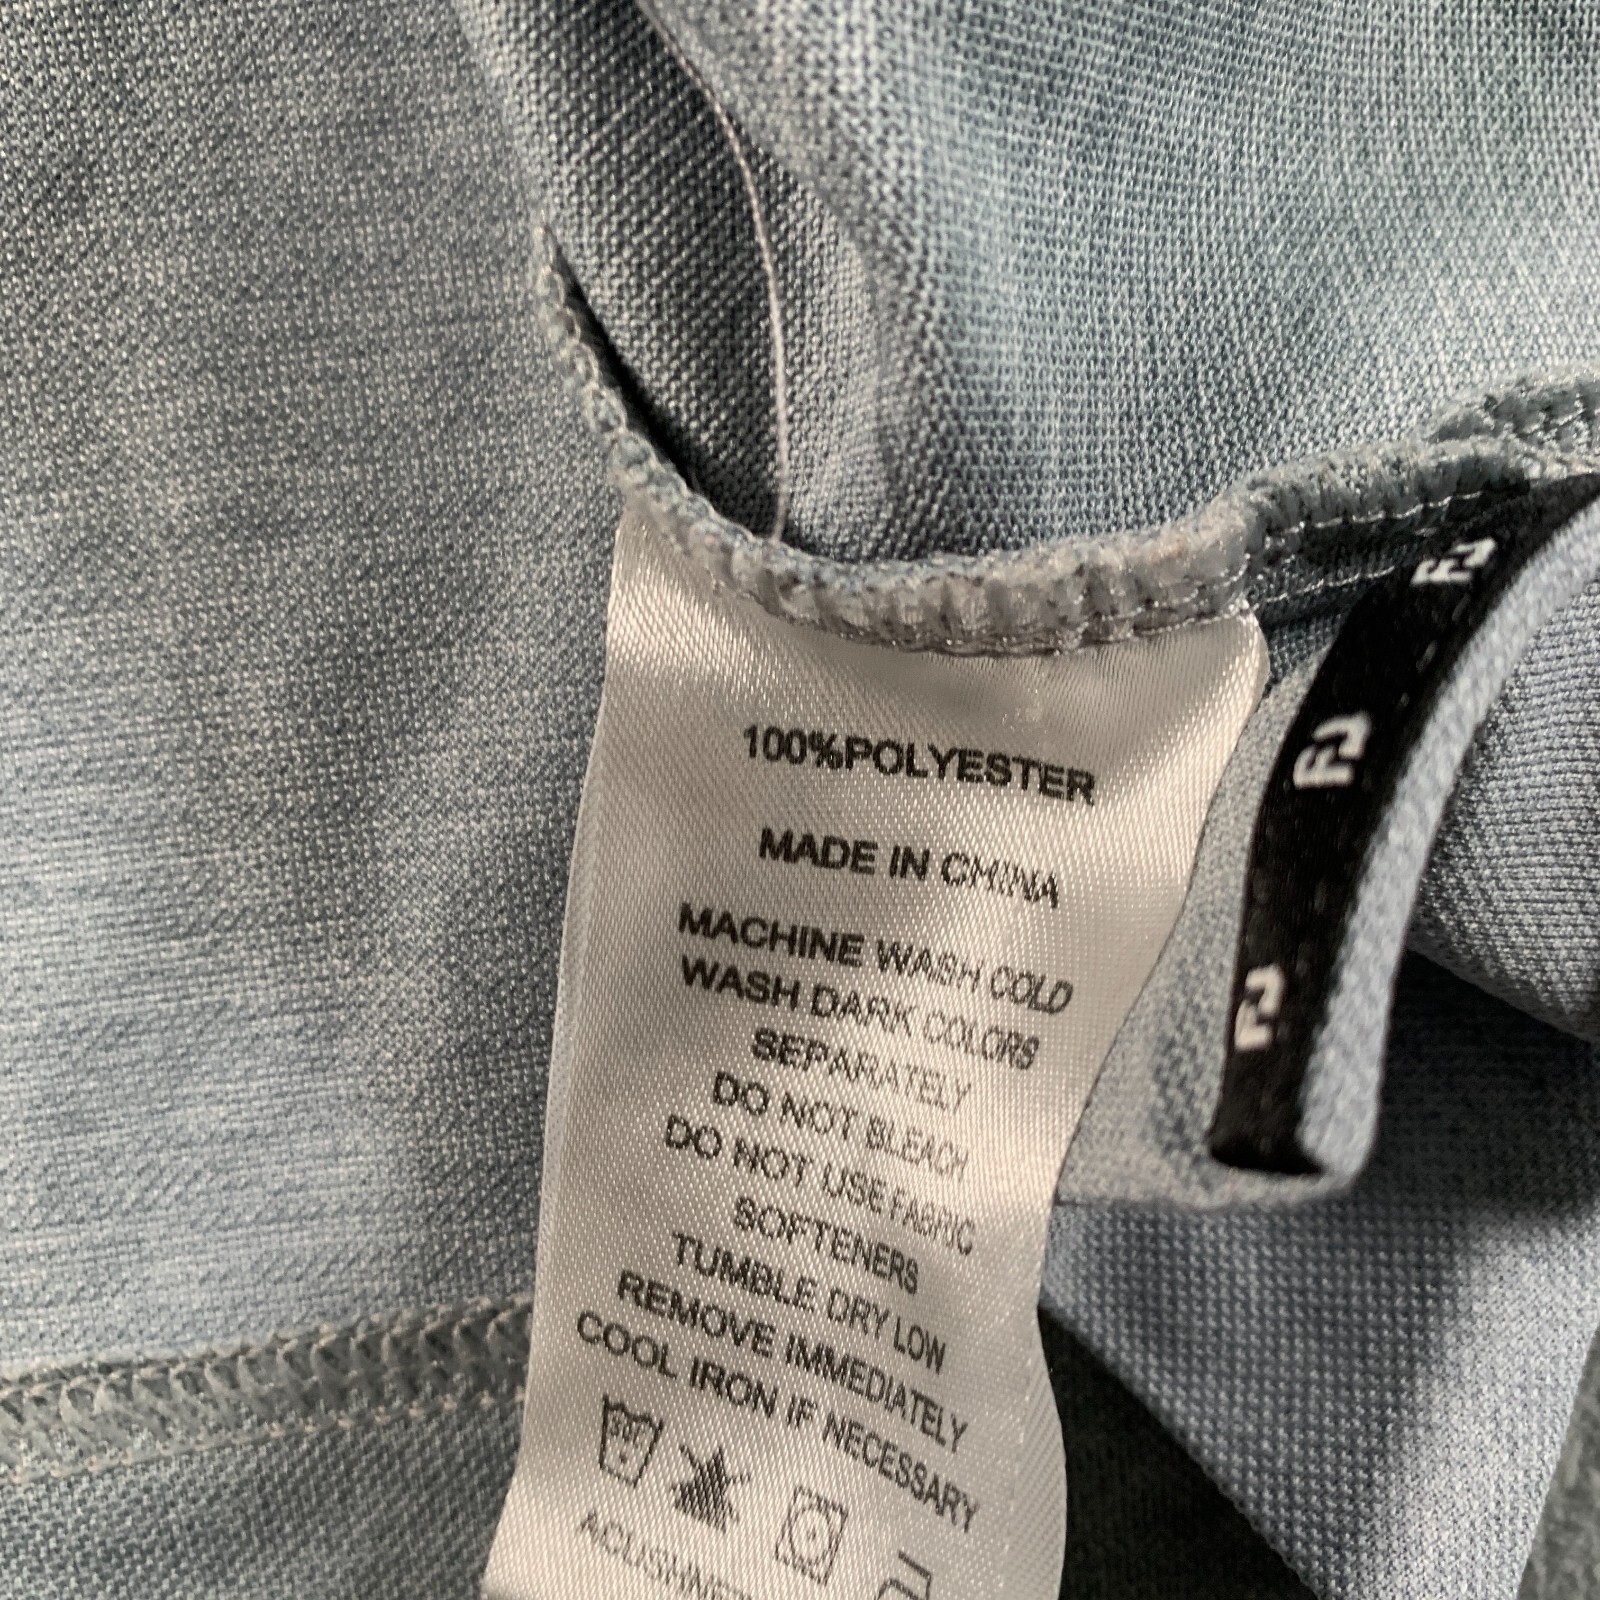 100%POLYESTER
MADE IN CHINA
MACHINE WASH COLD
WASH DARK COLORS
SEPARATELY
DO NOT BLEACH
DO NOT USE FABRIC
SOFTENERS
TUMBLE DRY LOW
REMOVE IMMEDIATELY
COOL IRON IF NECESSARY
FJ
FJ
FJ